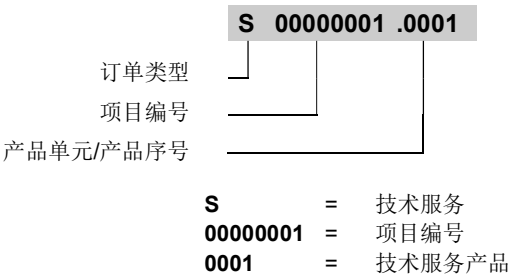 S 00000001 .0001
订单类型
项目编号
产品单元/产品序号
S = 技术服务
00000001 = 项目编号
0001 = 技术服务产品